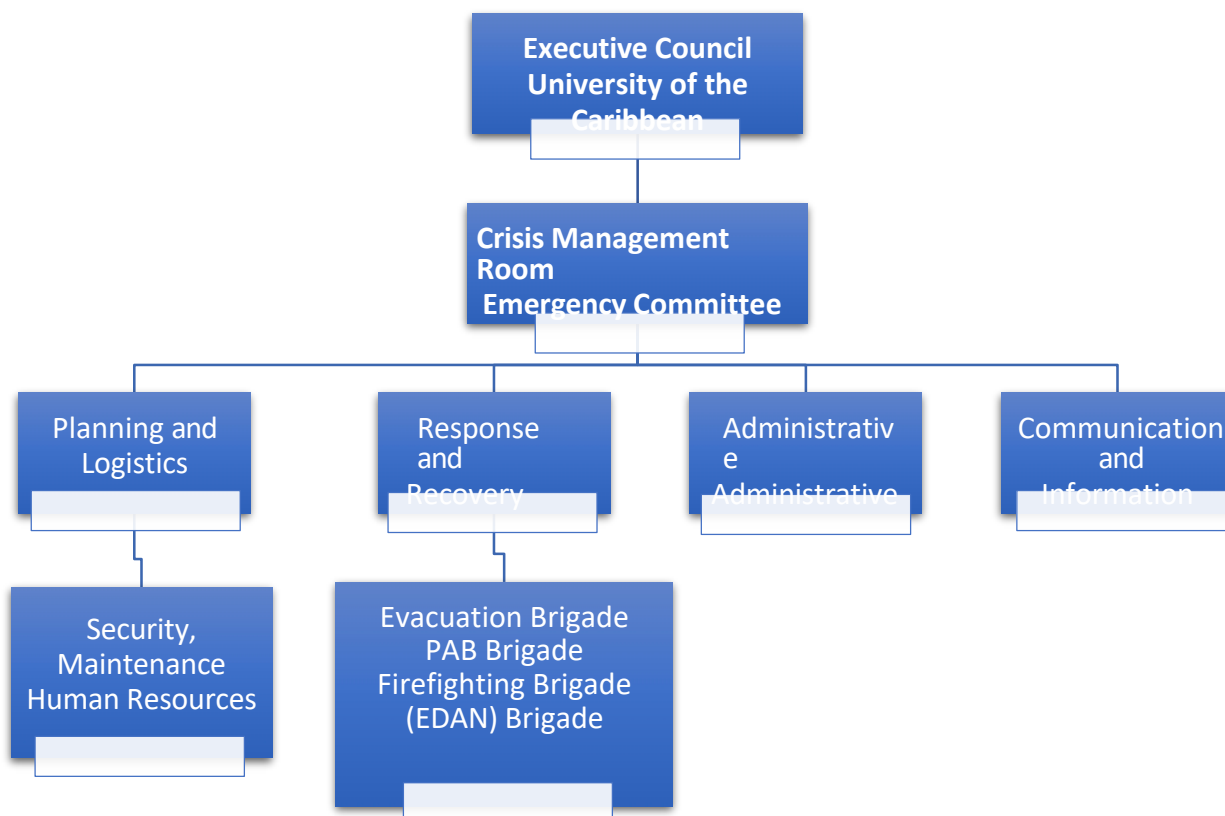 Executive Council
University of the
Caribbean
Crisis Management
Room
Emergency Committee
Planning and
Logistics
Response
and
Recovery
Administrativ
e
Administrative
Communication
and
Information
Security,
Maintenance
Human Resources
Evacuation Brigade
PAB Brigade
Firefighting Brigade
(EDAN) Brigade